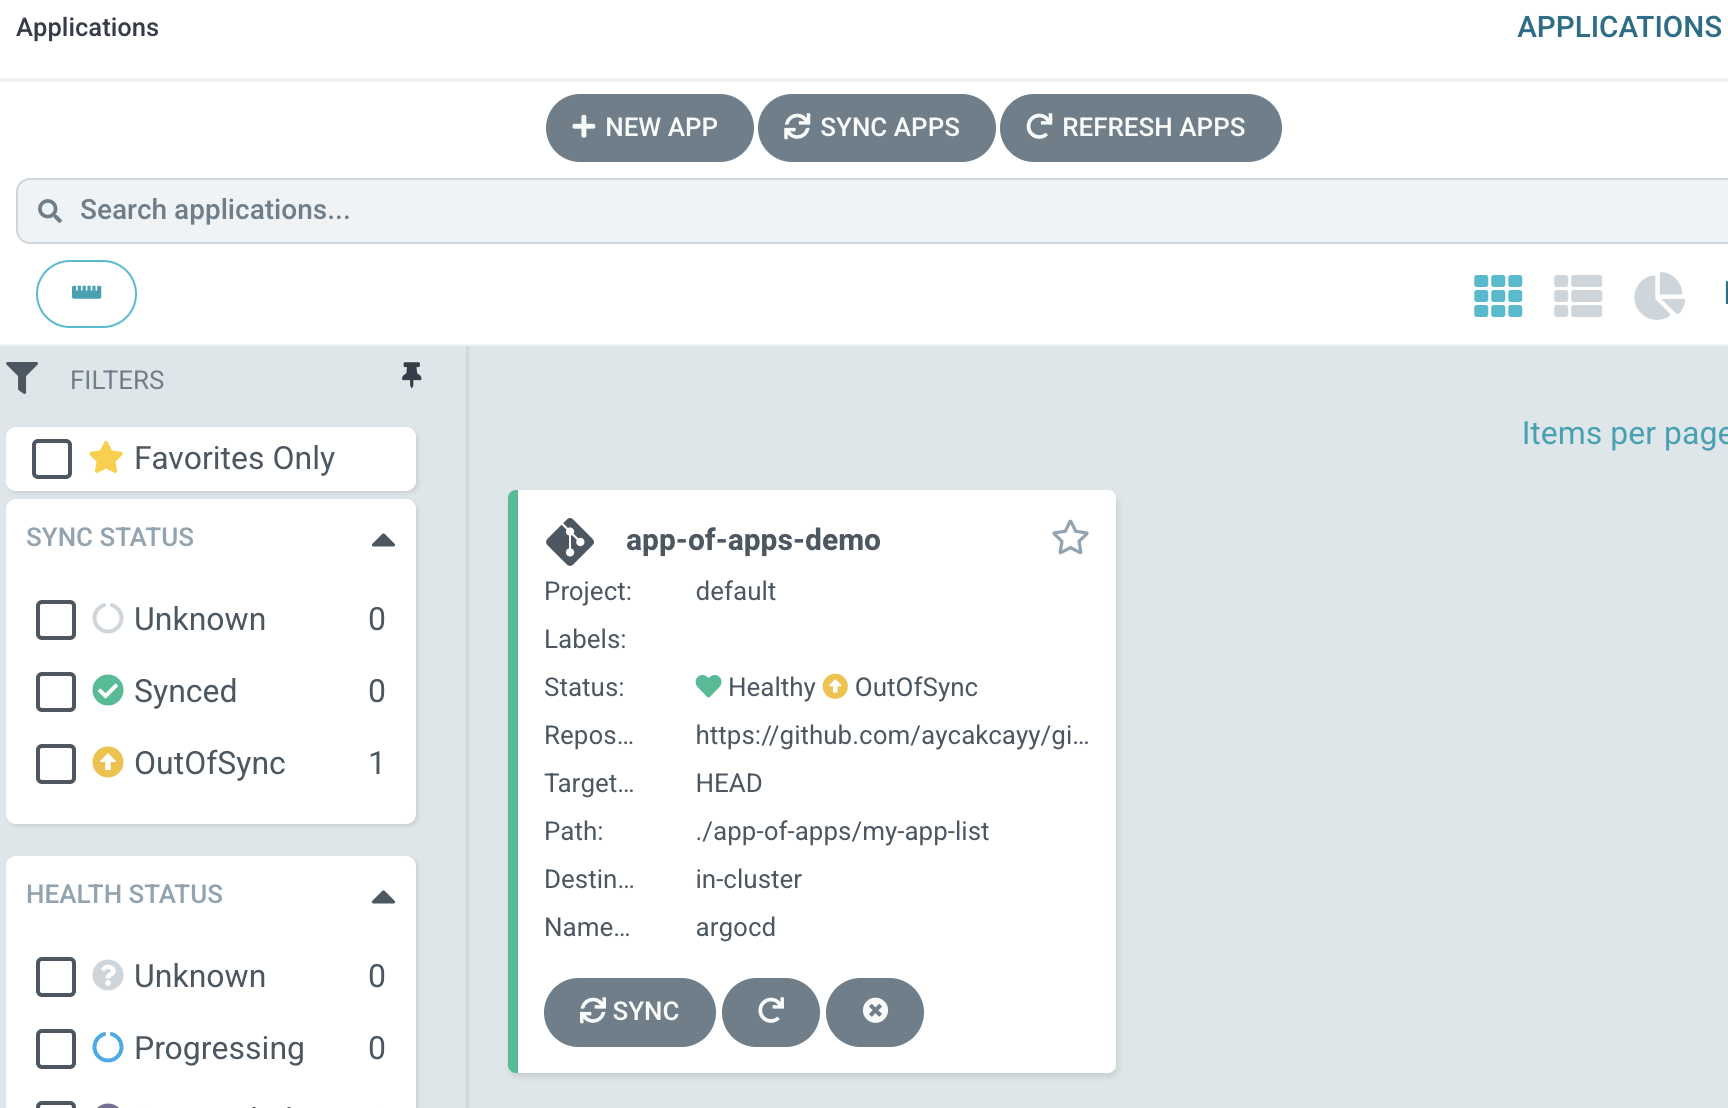 Applications
APPLICATIONS
NEW APP
SYNC APPS
REFRESH APPS
Search applications...
FILTERS
Favorites Only
SYNC STATUS
Unknown 0
Synced 0
OutOfSync 1
HEALTH STATUS
Unknown 0
Progressing 0
Items per page
app-of-apps-demo
Project: default
Labels:
Status: Healthy OutOfSync
Repos... https://github.com/aycakcayy/gi...
Target... HEAD
Path: ./app-of-apps/my-app-list
Destin... in-cluster
Name... argocd
SYNC